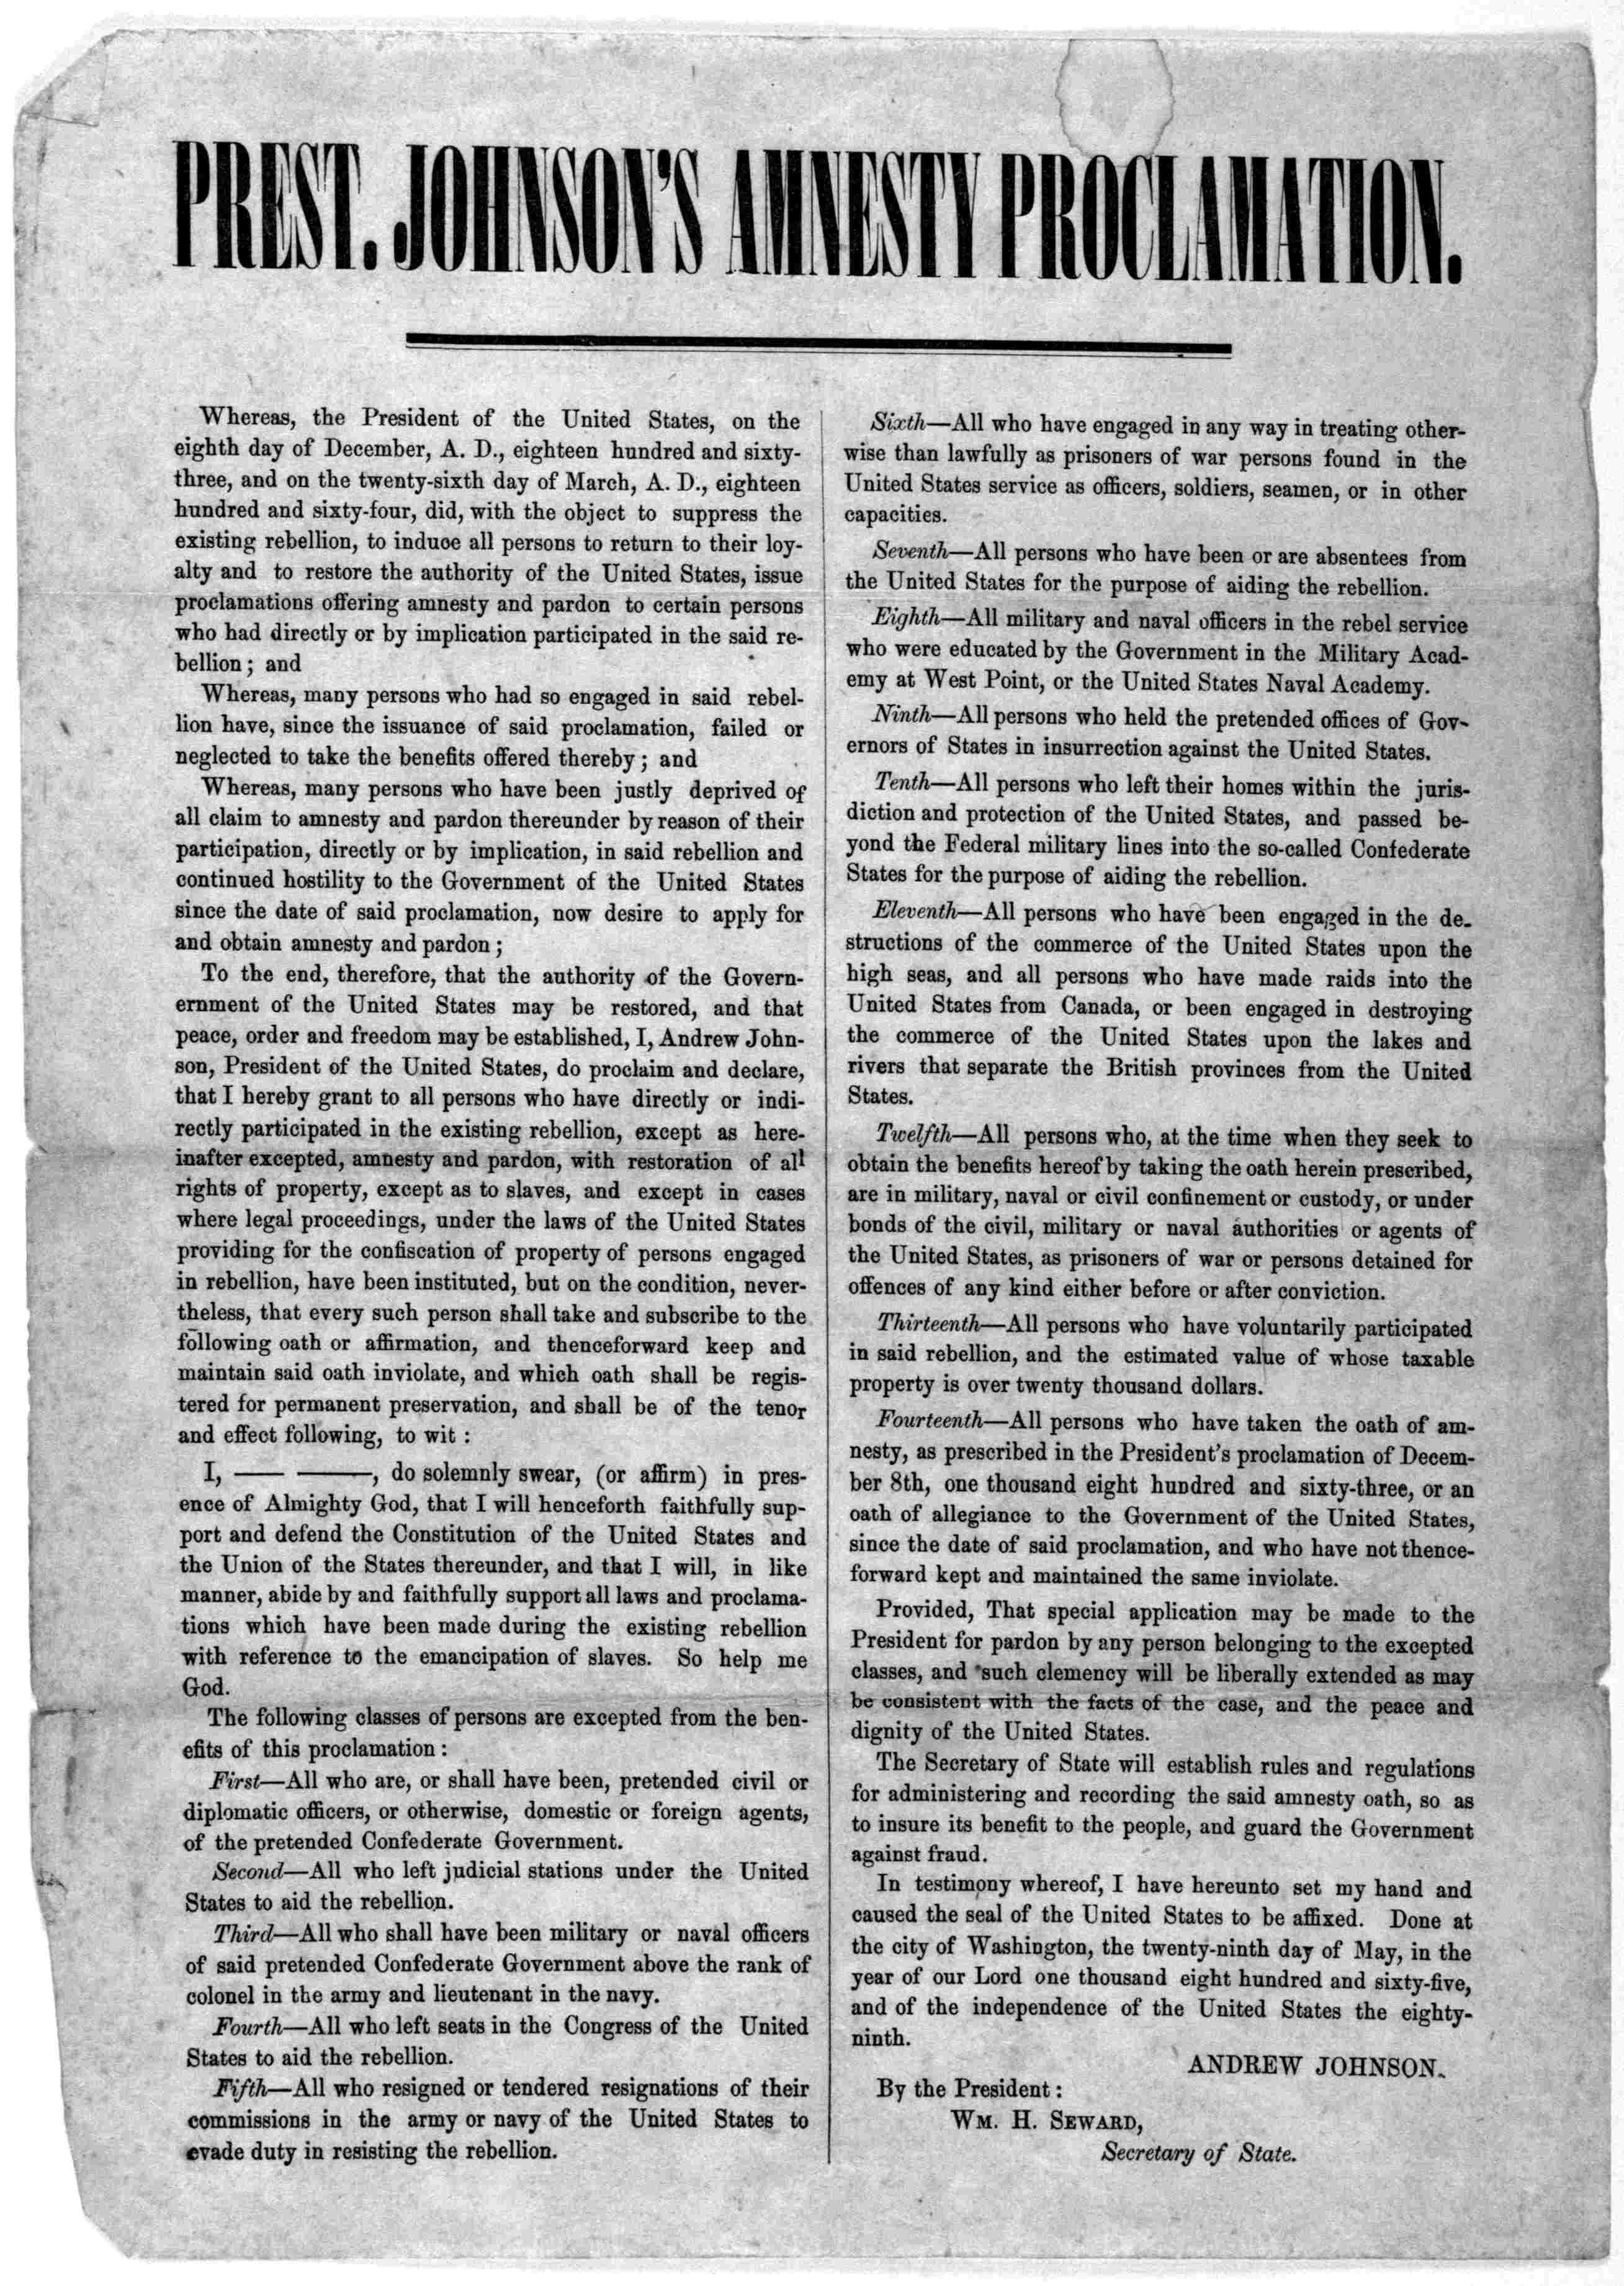 PREST. JOHNSON'S AMNESTY PROCLAMATION.
Whereas, the President of the United States, on the
eighth day of December, A. D., eighteen hundred and sixty-
three, and on the twenty-sixth day of March, A. D., eighteen
hundred and sixty-four, did, with the object to suppress the
existing rebellion, to induce all persons to return to their loy-
alty and to restore the authority of the United States, issue
proclamations offering amnesty and pardon to certain persons
who had directly or by implication participated in the said re-
bellion; and
Whereas, many persons who had so engaged in said rebel-
lion have, since the issuance of said proclamation, failed or
neglected to take the benefits offered thereby; and
Whereas, many persons who have been justly deprived of
all claim to amnesty and pardon thereunder by reason of their
participation, directly or by implication, in said rebellion and
continued hostility to the Government of the United States
since the date of said proclamation, now desire to apply for
and obtain amnesty and pardon;
To the end, therefore, that the authority of the Govern-
ernment of the United States may be restored, and that
peace, order and freedom may be established, I, Andrew John-
son, President of the United States, do proclaim and declare,
that I hereby grant to all persons who have directly or indi-
rectly participated in the existing rebellion, except as here-
inafter excepted, amnesty and pardon, with restoration of all
rights of property, except as to slaves, and except in cases
where legal proceedings, under the laws of the United States
providing for the confiscation of property of persons engaged
in rebellion, have been instituted, but on the condition, never-
theless, that every such person shall take and subscribe to the
following oath or affirmation, and thenceforward keep and
maintain said oath inviolate, and which oath shall be regis-
tered for permanent preservation, and shall be of the tenor
and effect following, to wit:
I, —— ———, do solemnly swear, (or affirm) in pres-
ence of Almighty God, that I will henceforth faithfully sup-
port and defend the Constitution of the United States and
the Union of the States thereunder, and that I will, in like
manner, abide by and faithfully support all laws and proclama-
tions which have been made during the existing rebellion
with reference to the emancipation of slaves. So help me
God.
The following classes of persons are excepted from the ben-
efits of this proclamation:
First—All who are, or shall have been, pretended civil or
diplomatic officers, or otherwise, domestic or foreign agents,
of the pretended Confederate Government.
Second—All who left judicial stations under the United
States to aid the rebellion.
Third—All who shall have been military or naval officers
of said pretended Confederate Government above the rank of
colonel in the army and lieutenant in the navy.
Fourth—All who left seats in the Congress of the United
States to aid the rebellion.
Fifth—All who resigned or tendered resignations of their
commissions in the army or navy of the United States to
evade duty in resisting the rebellion.
Sixth—All who have engaged in any way in treating other-
wise than lawfully as prisoners of war persons found in the
United States service as officers, soldiers, seamen, or in other
capacities.
Seventh—All persons who have been or are absentees from
the United States for the purpose of aiding the rebellion.
Eighth—All military and naval officers in the rebel service
who were educated by the Government in the Military Acad-
emy at West Point, or the United States Naval Academy.
Ninth—All persons who held the pretended offices of Gov-
ernors of States in insurrection against the United States.
Tenth—All persons who left their homes within the juris-
diction and protection of the United States, and passed be-
yond the Federal military lines into the so-called Confederate
States for the purpose of aiding the rebellion.
Eleventh—All persons who have been engaged in the de-
structions of the commerce of the United States upon the
high seas, and all persons who have made raids into the
United States from Canada, or been engaged in destroying
the commerce of the United States upon the lakes and
rivers that separate the British provinces from the United
States.
Twelfth—All persons who, at the time when they seek to
obtain the benefits hereof by taking the oath herein prescribed,
are in military, naval or civil confinement or custody, or under
bonds of the civil, military or naval authorities or agents of
the United States, as prisoners of war or persons detained for
offences of any kind either before or after conviction.
Thirteenth—All persons who have voluntarily participated
in said rebellion, and the estimated value of whose taxable
property is over twenty thousand dollars.
Fourteenth—All persons who have taken the oath of am-
nesty, as prescribed in the President's proclamation of Decem-
ber 8th, one thousand eight hundred and sixty-three, or an
oath of allegiance to the Government of the United States,
since the date of said proclamation, and who have not thence-
forward kept and maintained the same inviolate.
Provided, That special application may be made to the
President for pardon by any person belonging to the excepted
classes, and such clemency will be liberally extended as may
be consistent with the facts of the case, and the peace and
dignity of the United States.
The Secretary of State will establish rules and regulations
for administering and recording the said amnesty oath, so as
to insure its benefit to the people, and guard the Government
against fraud.
In testimony whereof, I have hereunto set my hand and
caused the seal of the United States to be affixed. Done at
the city of Washington, the twenty-ninth day of May, in the
year of our Lord one thousand eight hundred and sixty-five,
and of the independence of the United States the eighty-
ninth.
ANDREW JOHNSON.
By the President:
WM. H. SEWARD,
Secretary of State.